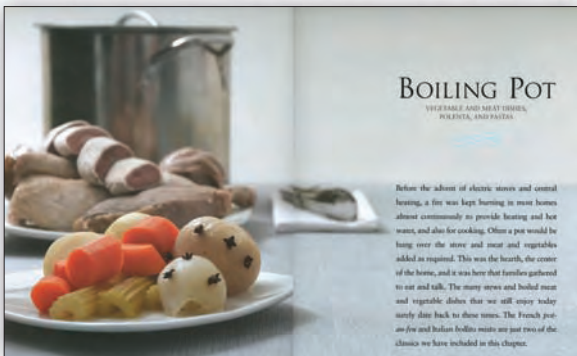 BOILING POT
VEGETABLE AND MEAT DISHES,
POLENTA, AND PASTAS
Before the advent of electric stoves and central
heating, a fire was kept burning in most homes
almost continuously to provide heating and hot
water, and also for cooking. Often a pot would be
hung over the stove and meat and vegetables
added as required. This was the hearth, the center
of the home, and it was here that families gathered
to eat and talk. The many stews and boiled meat
and vegetable dishes that we still enjoy today
surely date back to these times. The French pot-
au-feu and Italian bollito misto are just two of the
classics we have included in this chapter.